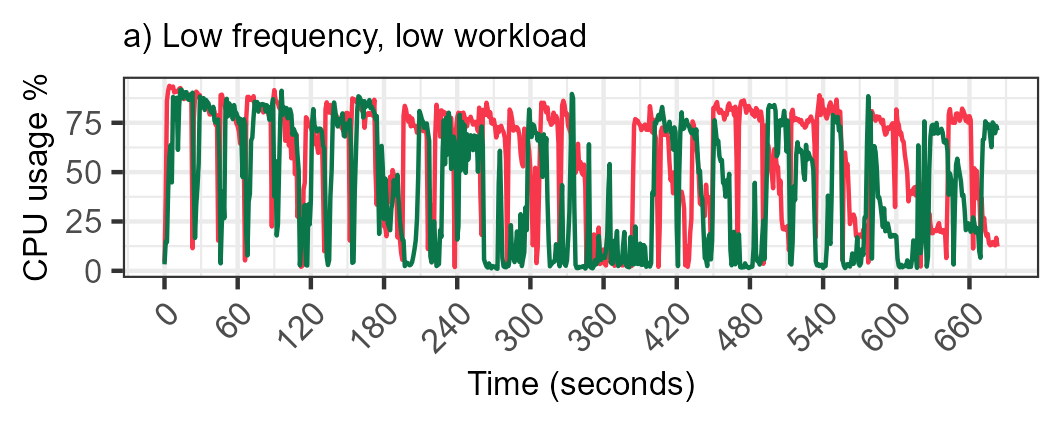 a) Low frequency, low workload
CPU usage %
75
50
25
0
0 60 120 180 240 300 360 420 480 540 600 660
Time (seconds)